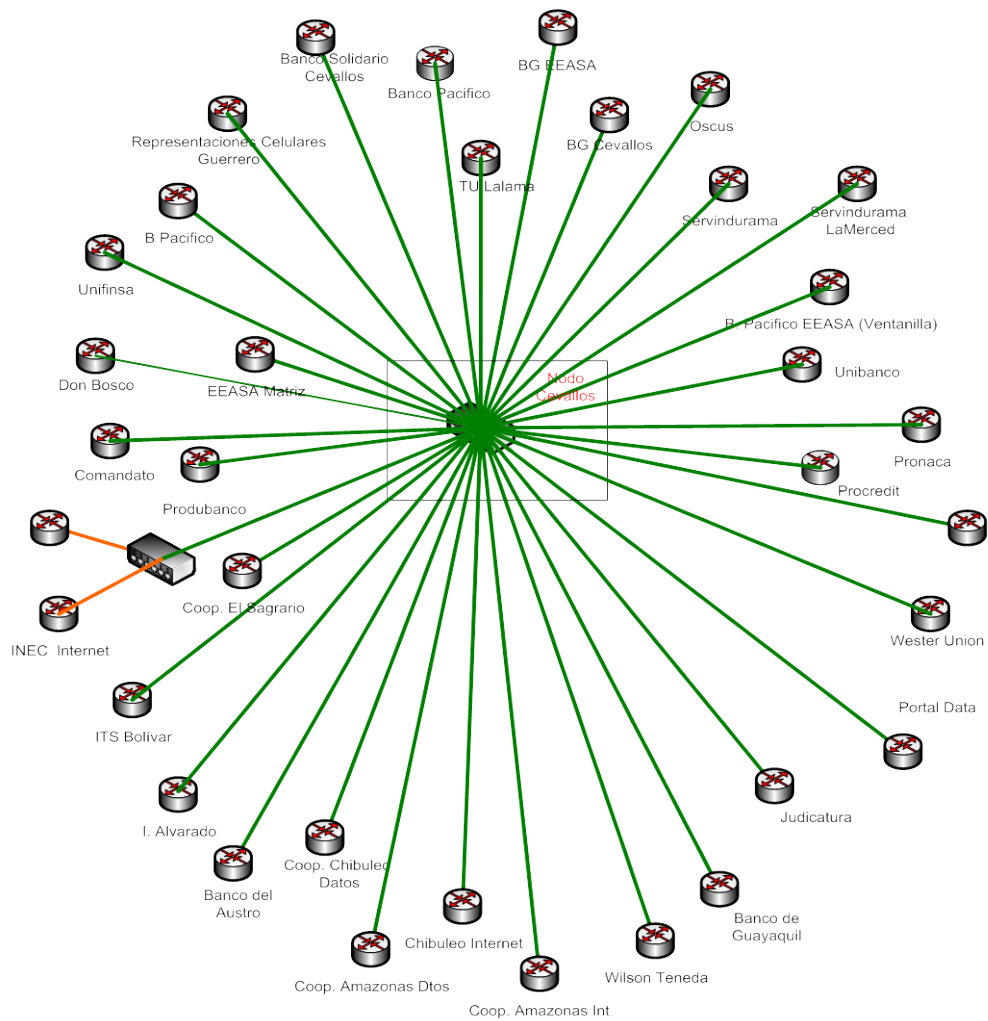 Banco Solidario
Cevallos
Banco Pacifico
BG EEASA
Representaciones Celulares
Guerrero
TU Lalama
BG Cevallos
Oscus
B Pacifico
Servindurama
Servindurama
LaMerced
Unifinsa
B. Pacifico EEASA (Ventanilla)
Don Bosco
EEASA Matriz
Nodo
Cevallos
Unibanco
Comandato
Produbanco
Pronaca
Procredit
Coop. El Sagrario
INEC  Internet
Wester Union
ITS Bolívar
Portal Data
I. Alvarado
Judicatura
Banco del
Austro
Coop. Chibuleo
Datos
Chibuleo Internet
Banco de
Guayaquil
Coop. Amazonas Dtos
Wilson Teneda
Coop. Amazonas Int.